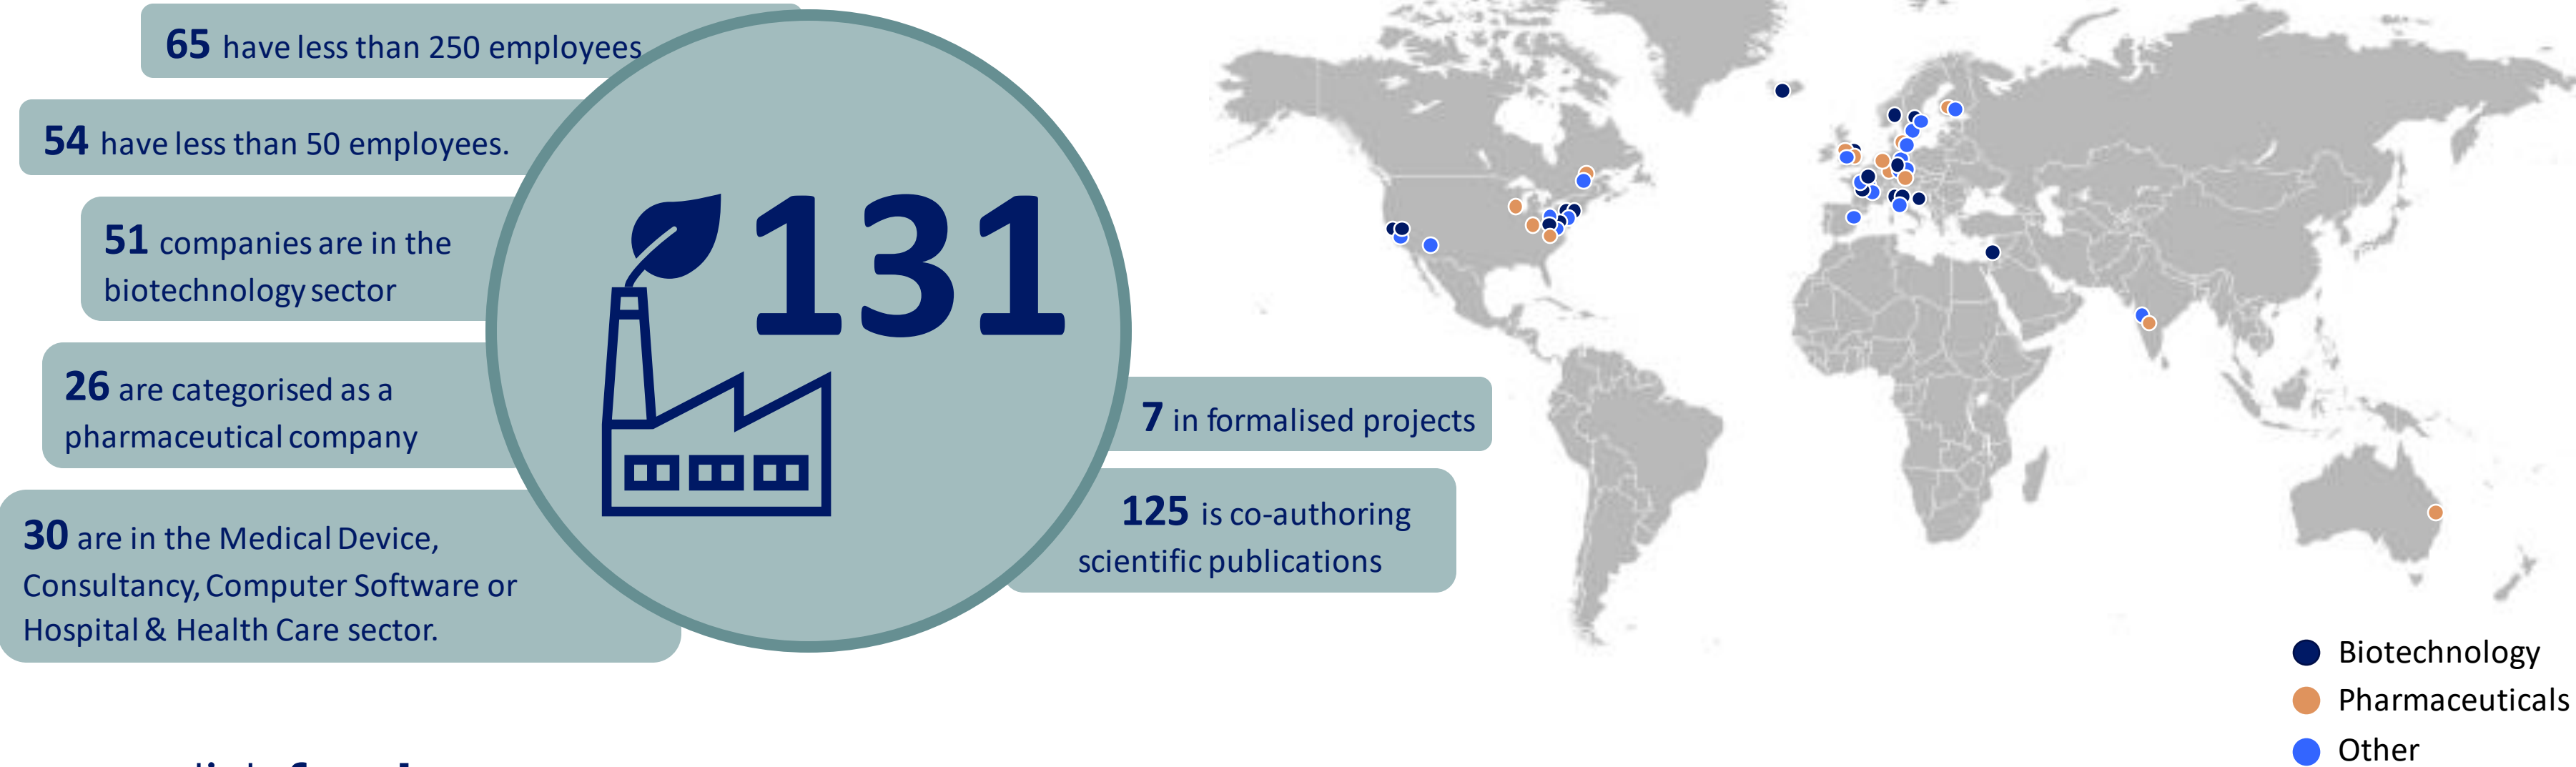 65 have less than 250 employees
54 have less than 50 employees.
51 companies are in the
biotechnology sector
26 are categorised as a
pharmaceutical company
30 are in the Medical Device,
Consultancy, Computer Software or
Hospital & Health Care sector.
131
7 in formalised projects
125 is co-authoring
scientific publications
Biotechnology
Pharmaceuticals
Other